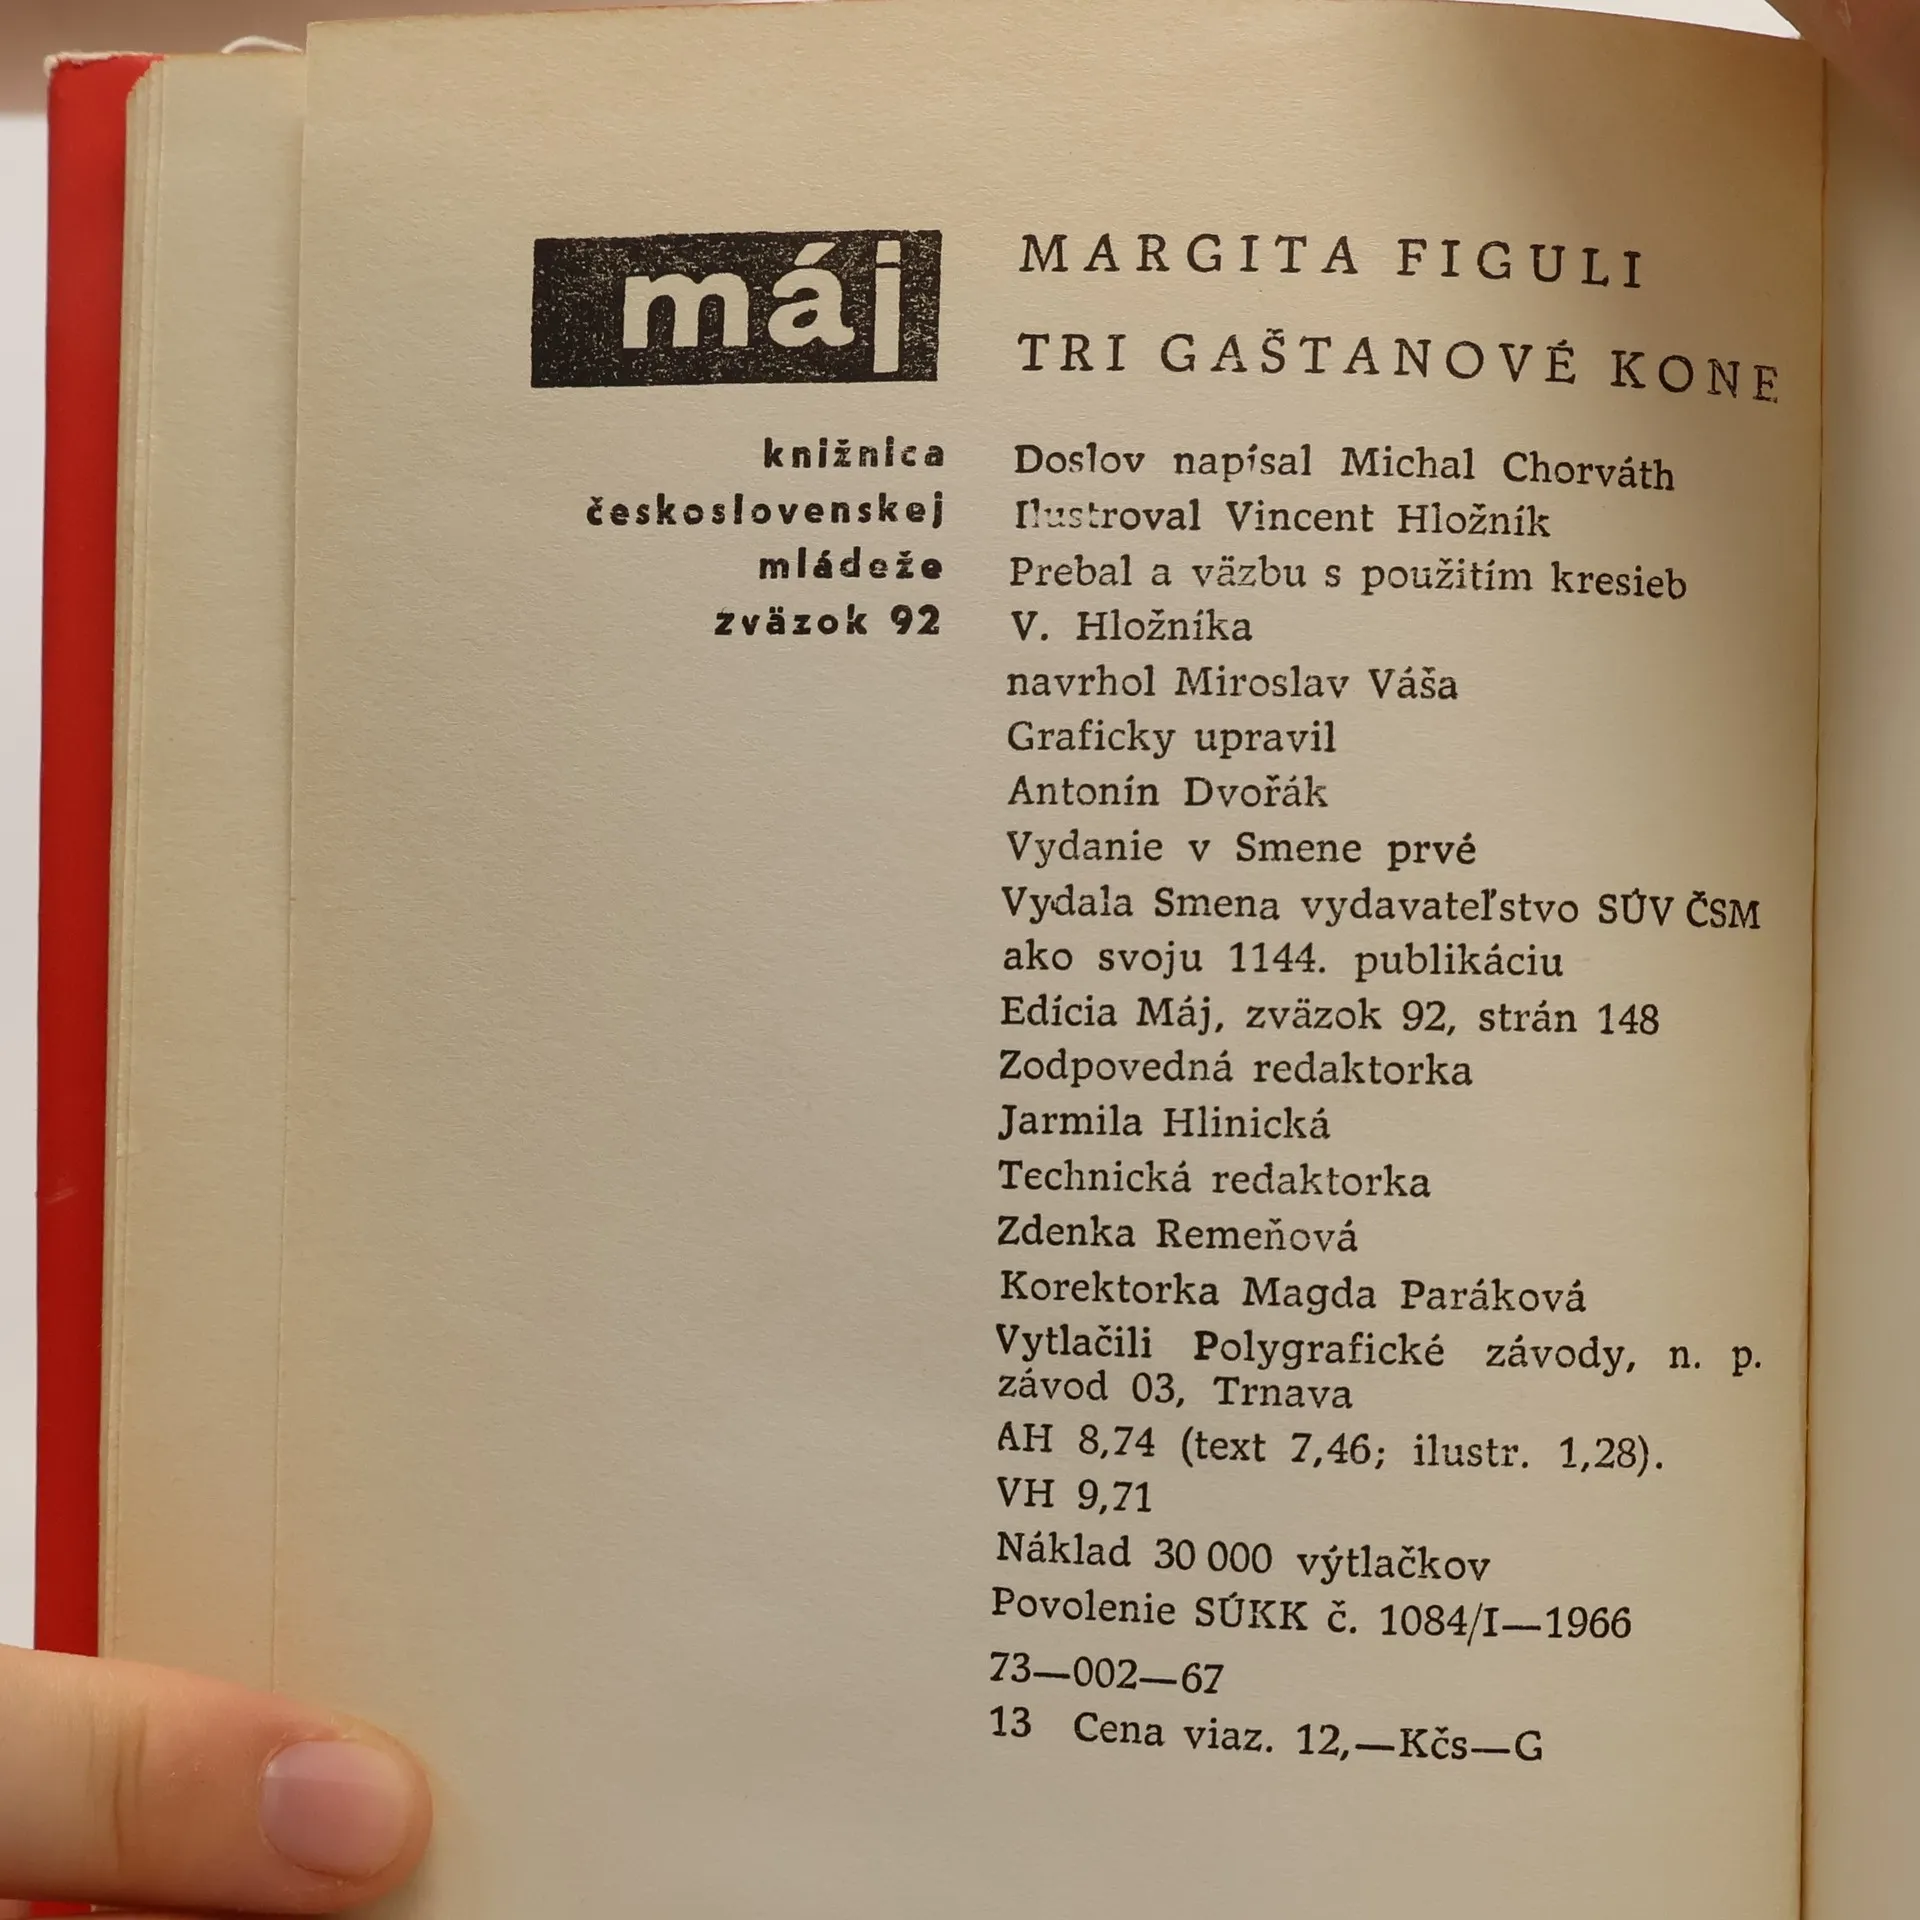 máj
knižnica
československej
mládeže
zväzok 92
MARGITA FIGULI
TRI GAŠTANOVÉ KONE
Doslov napísal Michal Chorváth
Ilustroval Vincent Hložník
Prebal a väzbu s použitím kresieb
V. Hložníka
navrhol Miroslav Váša
Graficky upravil
Antonín Dvořák
Vydanie v Smene prvé
Vydala Smena vydavateľstvo SÚV ČSM
ako svoju 1144. publikáciu
Edícia Máj, zväzok 92, strán 148
Zodpovedná redaktorka
Jarmila Hlinická
Technická redaktorka
Zdenka Remeňová
Korektorka Magda Paráková
Vytlačili Polygrafické závody, n. p.
závod 03, Trnava
AH 8,74 (text 7,46; ilustr. 1,28).
VH 9,71
Náklad 30 000 výtlačkov
Povolenie SÚKK č. 1084/I—1966
73—002—67
13 Cena viaz. 12,—Kčs—G